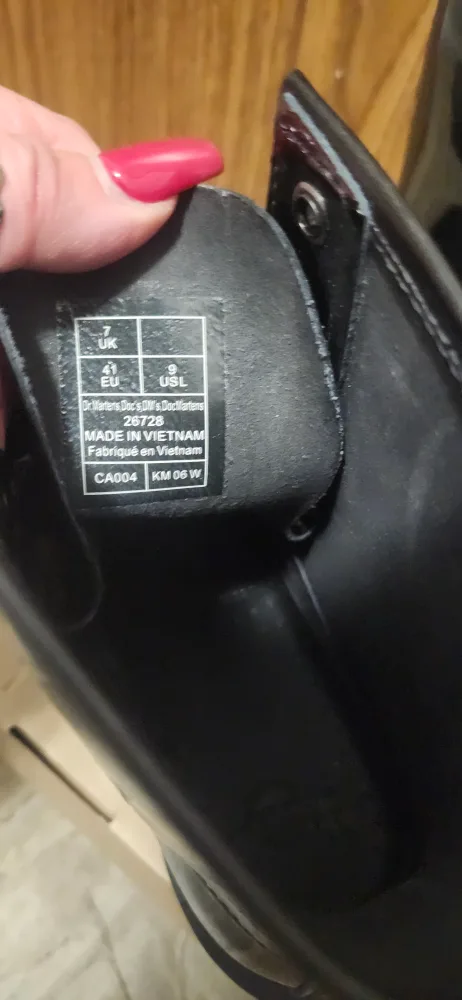 7
UK
41
EU
9
USL
Dr.Martens,Doc's,DM's,DocMartens
26728
MADE IN VIETNAM
Fabriqué en Vietnam
CA004
KM 06 W